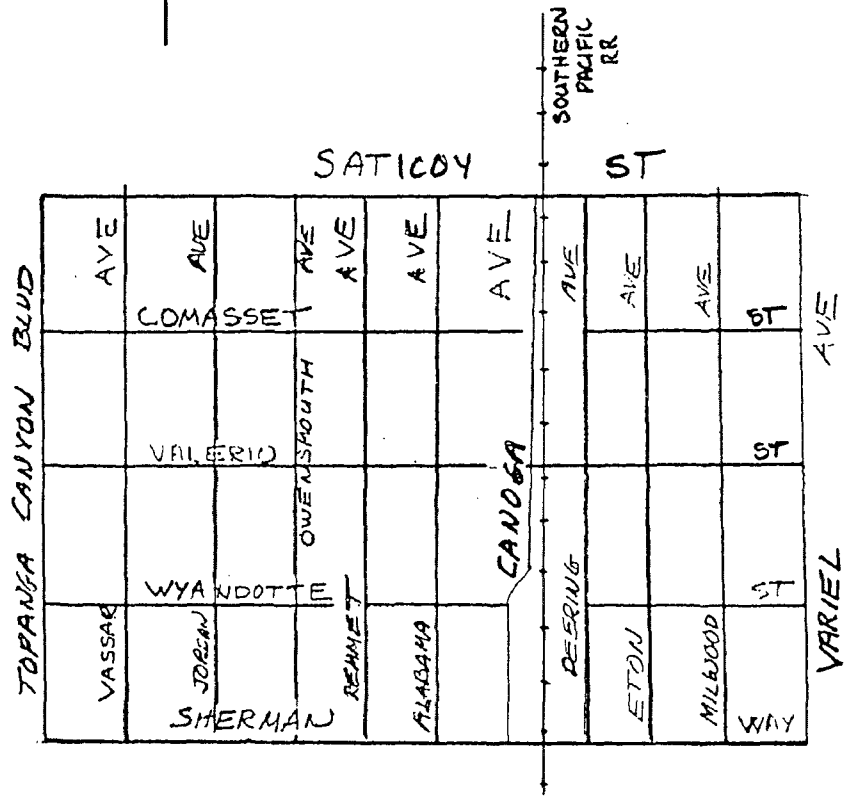 SOUTHERN
PACIFIC
RR
SATICOY ST
TOPANGA CANYON BLVD
VASSAR AVE
JORDAN AVE
OWENSMOUTH AVE
REMMET AVE
ALABAMA AVE
CANOGA AVE
DEERING AVE
ETON AVE
MILWOOD AVE
VARIEL AVE
COMASSET ST
VALERIO ST
WYANDOTTE ST
SHERMAN WAY